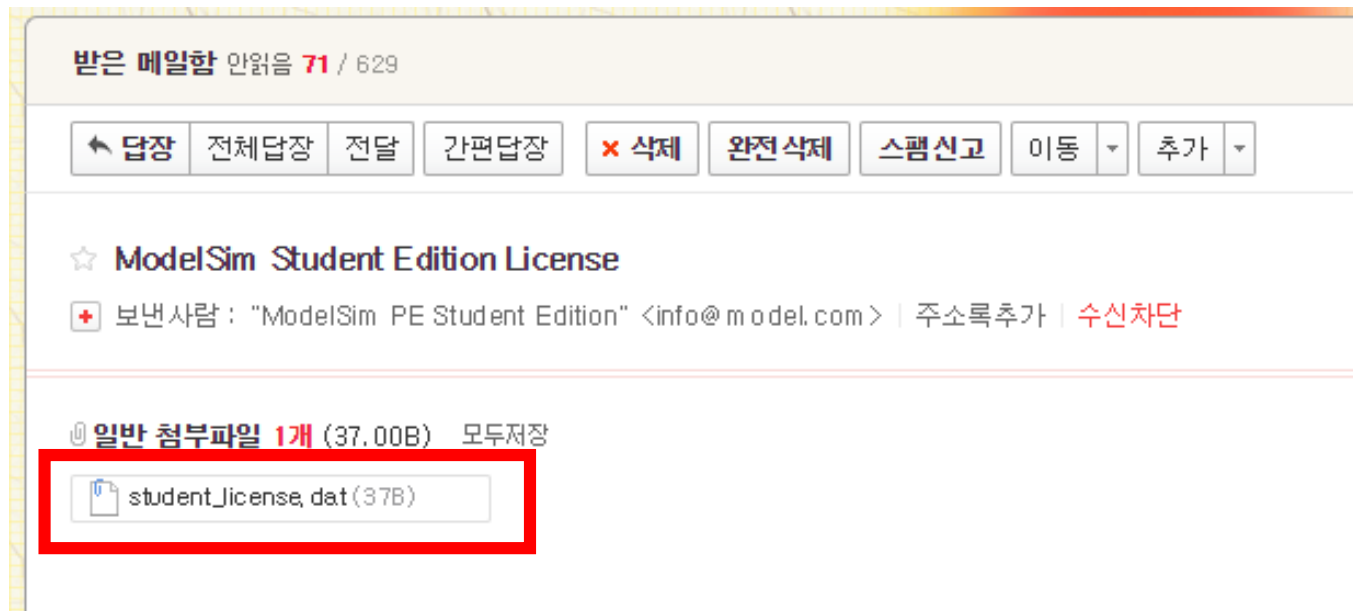 받은 메일함 안읽음 71 / 629
답장 전체답장 전달 간편답장 × 삭제 완전삭제 스팸신고 이동 추가
ModelSim Student Edition License
보낸사람 : "ModelSim PE Student Edition" <info@model.com> | 주소록추가 | 수신차단
일반 첨부파일 1개 (37.00B) 모두저장
student_license.dat (37B)